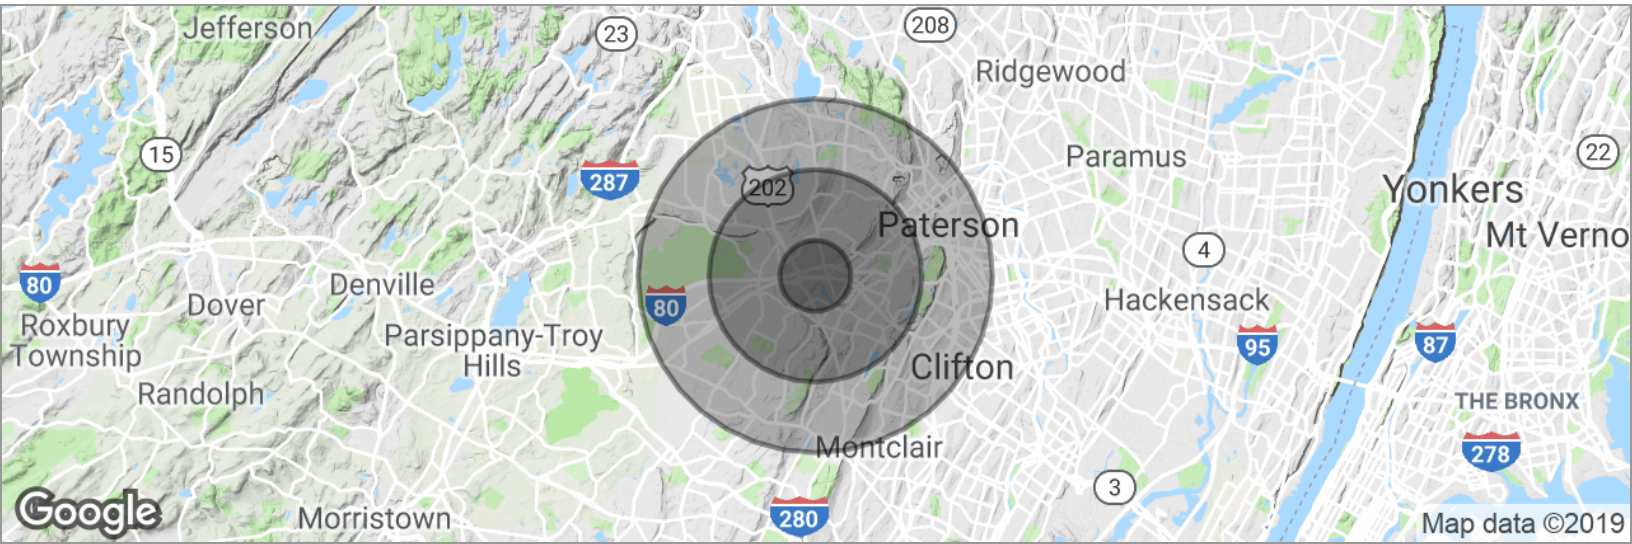 Jefferson
23
208
Ridgewood
15
Paramus
22
287
202
Yonkers
Paterson
Mt Verno
4
80
Denville
Hackensack
Dover
80
Roxbury
Township
Parsippany-Troy
Hills
95
87
Clifton
Randolph
THE BRONX
Montclair
278
3
Google
Morristown
280
Map data ©2019